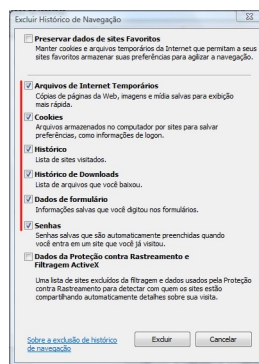 Excluir Histórico de Navegação
Preservar dados de sites Favoritos
Manter cookies e arquivos temporários da Internet que permitam a seus
sites favoritos armazenar suas preferências para agilizar a navegação.
Arquivos de Internet Temporários
Cópias de páginas da Web, imagens e mídia salvas para exibição
mais rápida.
Cookies
Arquivos armazenados no computador por sites para salvar
preferências, como informações de logon.
Histórico
Lista de sites visitados.
Histórico de Downloads
Lista de arquivos que você baixou.
Dados de formulário
Informações salvas que você digitou nos formulários.
Senhas
Senhas salvas que são automaticamente preenchidas quando
você entra em um site que você já visitou.
Dados da Proteção contra Rastreamento e
Filtragem ActiveX
Uma lista de sites excluídos da filtragem e dados usados pela Proteção
contra Rastreamento para detectar com quem os sites estão
compartilhando automaticamente detalhes sobre sua visita.
Sobre a exclusão de histórico
de navegação
Excluir
Cancelar